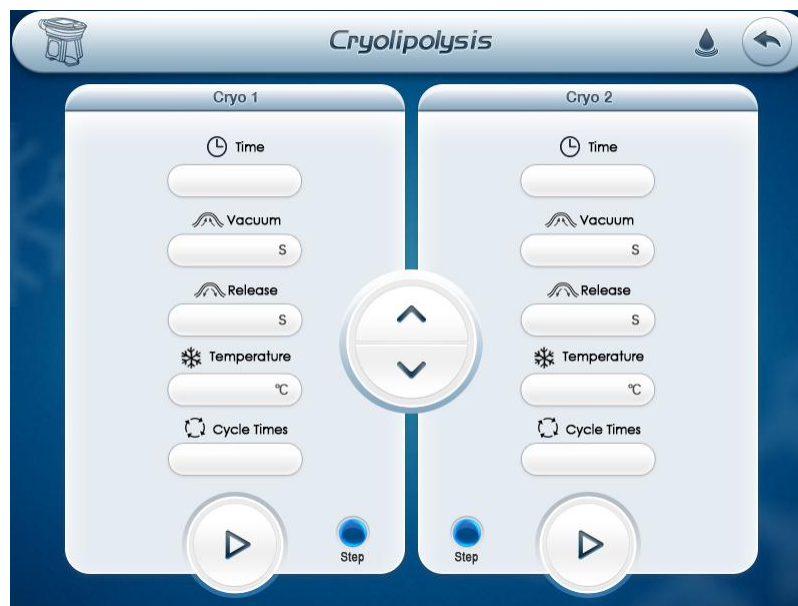 Cryolipolysis
Cryo 1
Time
Vacuum
S
Release
S
Temperature
℃
Cycle Times
Step
Cryo 2
Time
Vacuum
S
Release
S
Temperature
℃
Cycle Times
Step